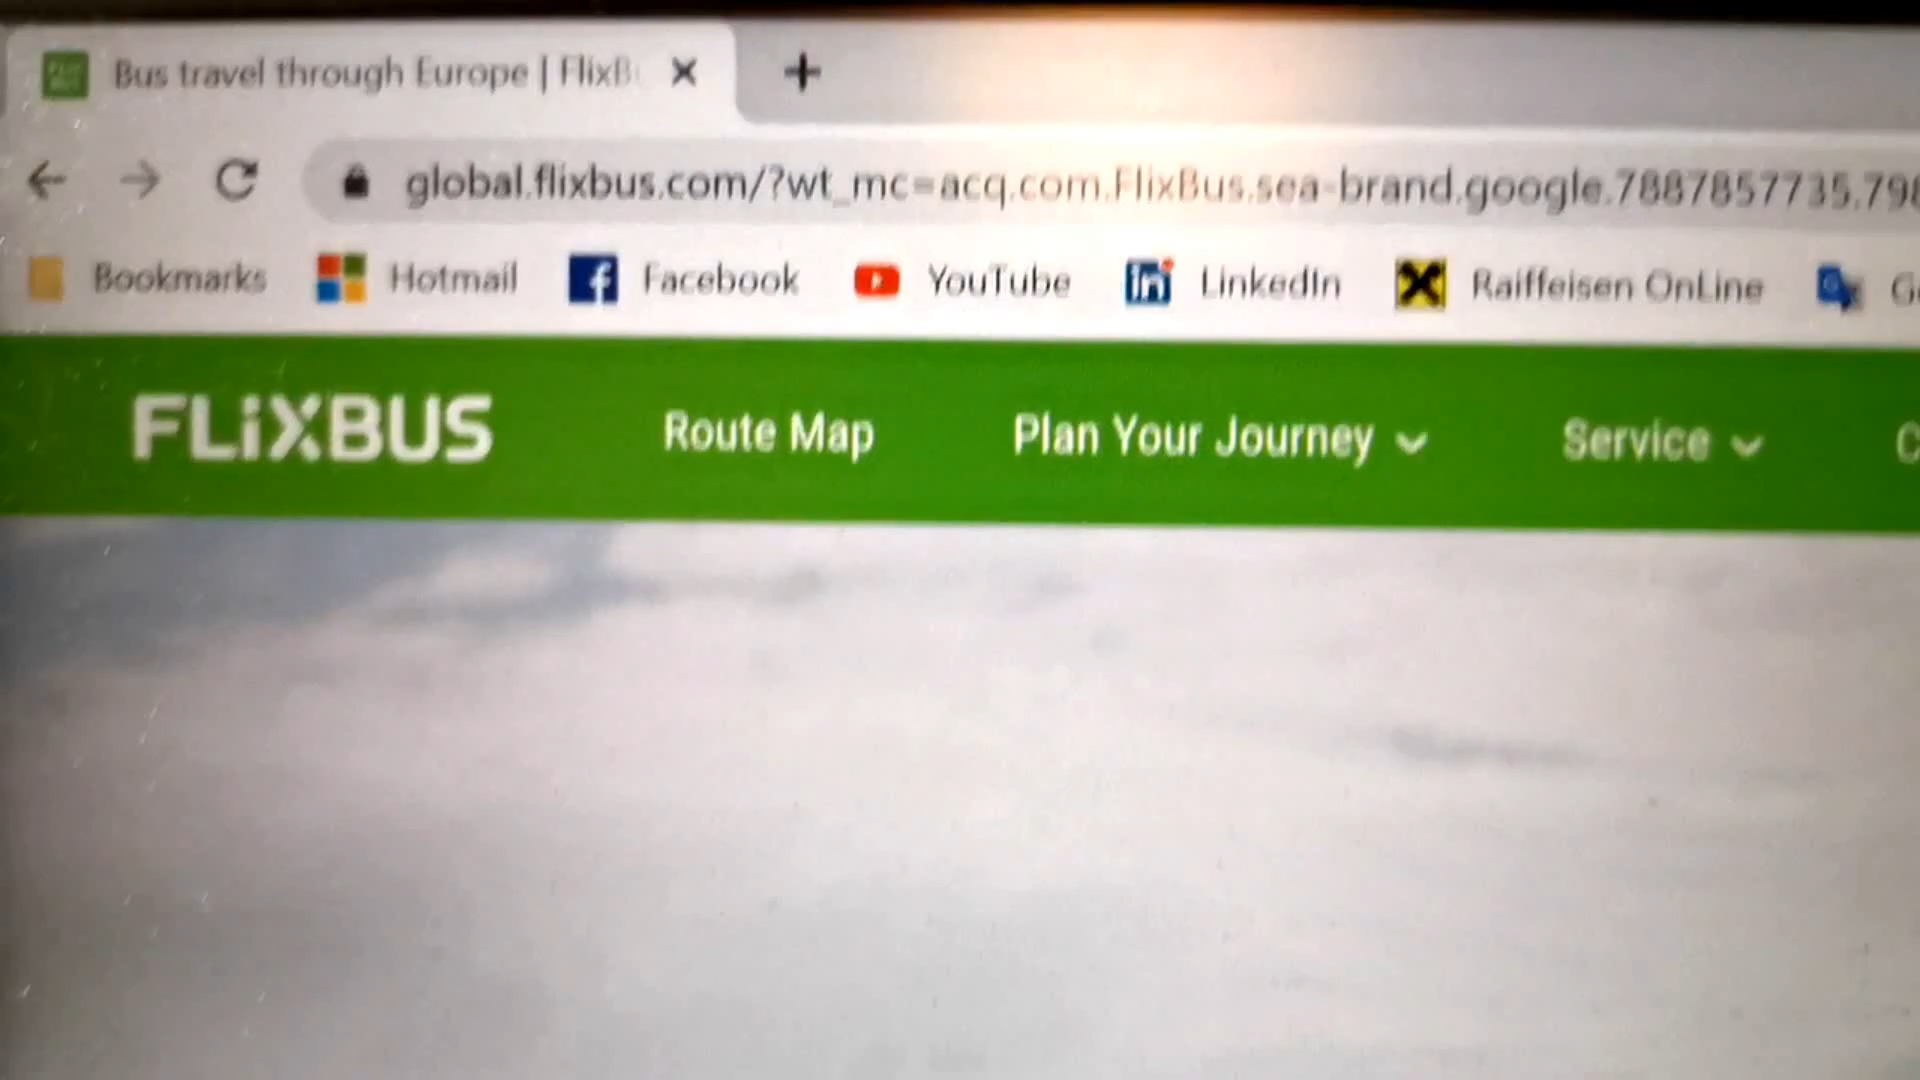 Bus travel through Europe | FlixB
global.flixbus.com/?wt_mc=acq.com.FlixBus.sea-brand.google.7887857735.798
Bookmarks Hotmail Facebook YouTube LinkedIn Raiffeisen OnLine
FLiXBUS Route Map Plan Your Journey Service